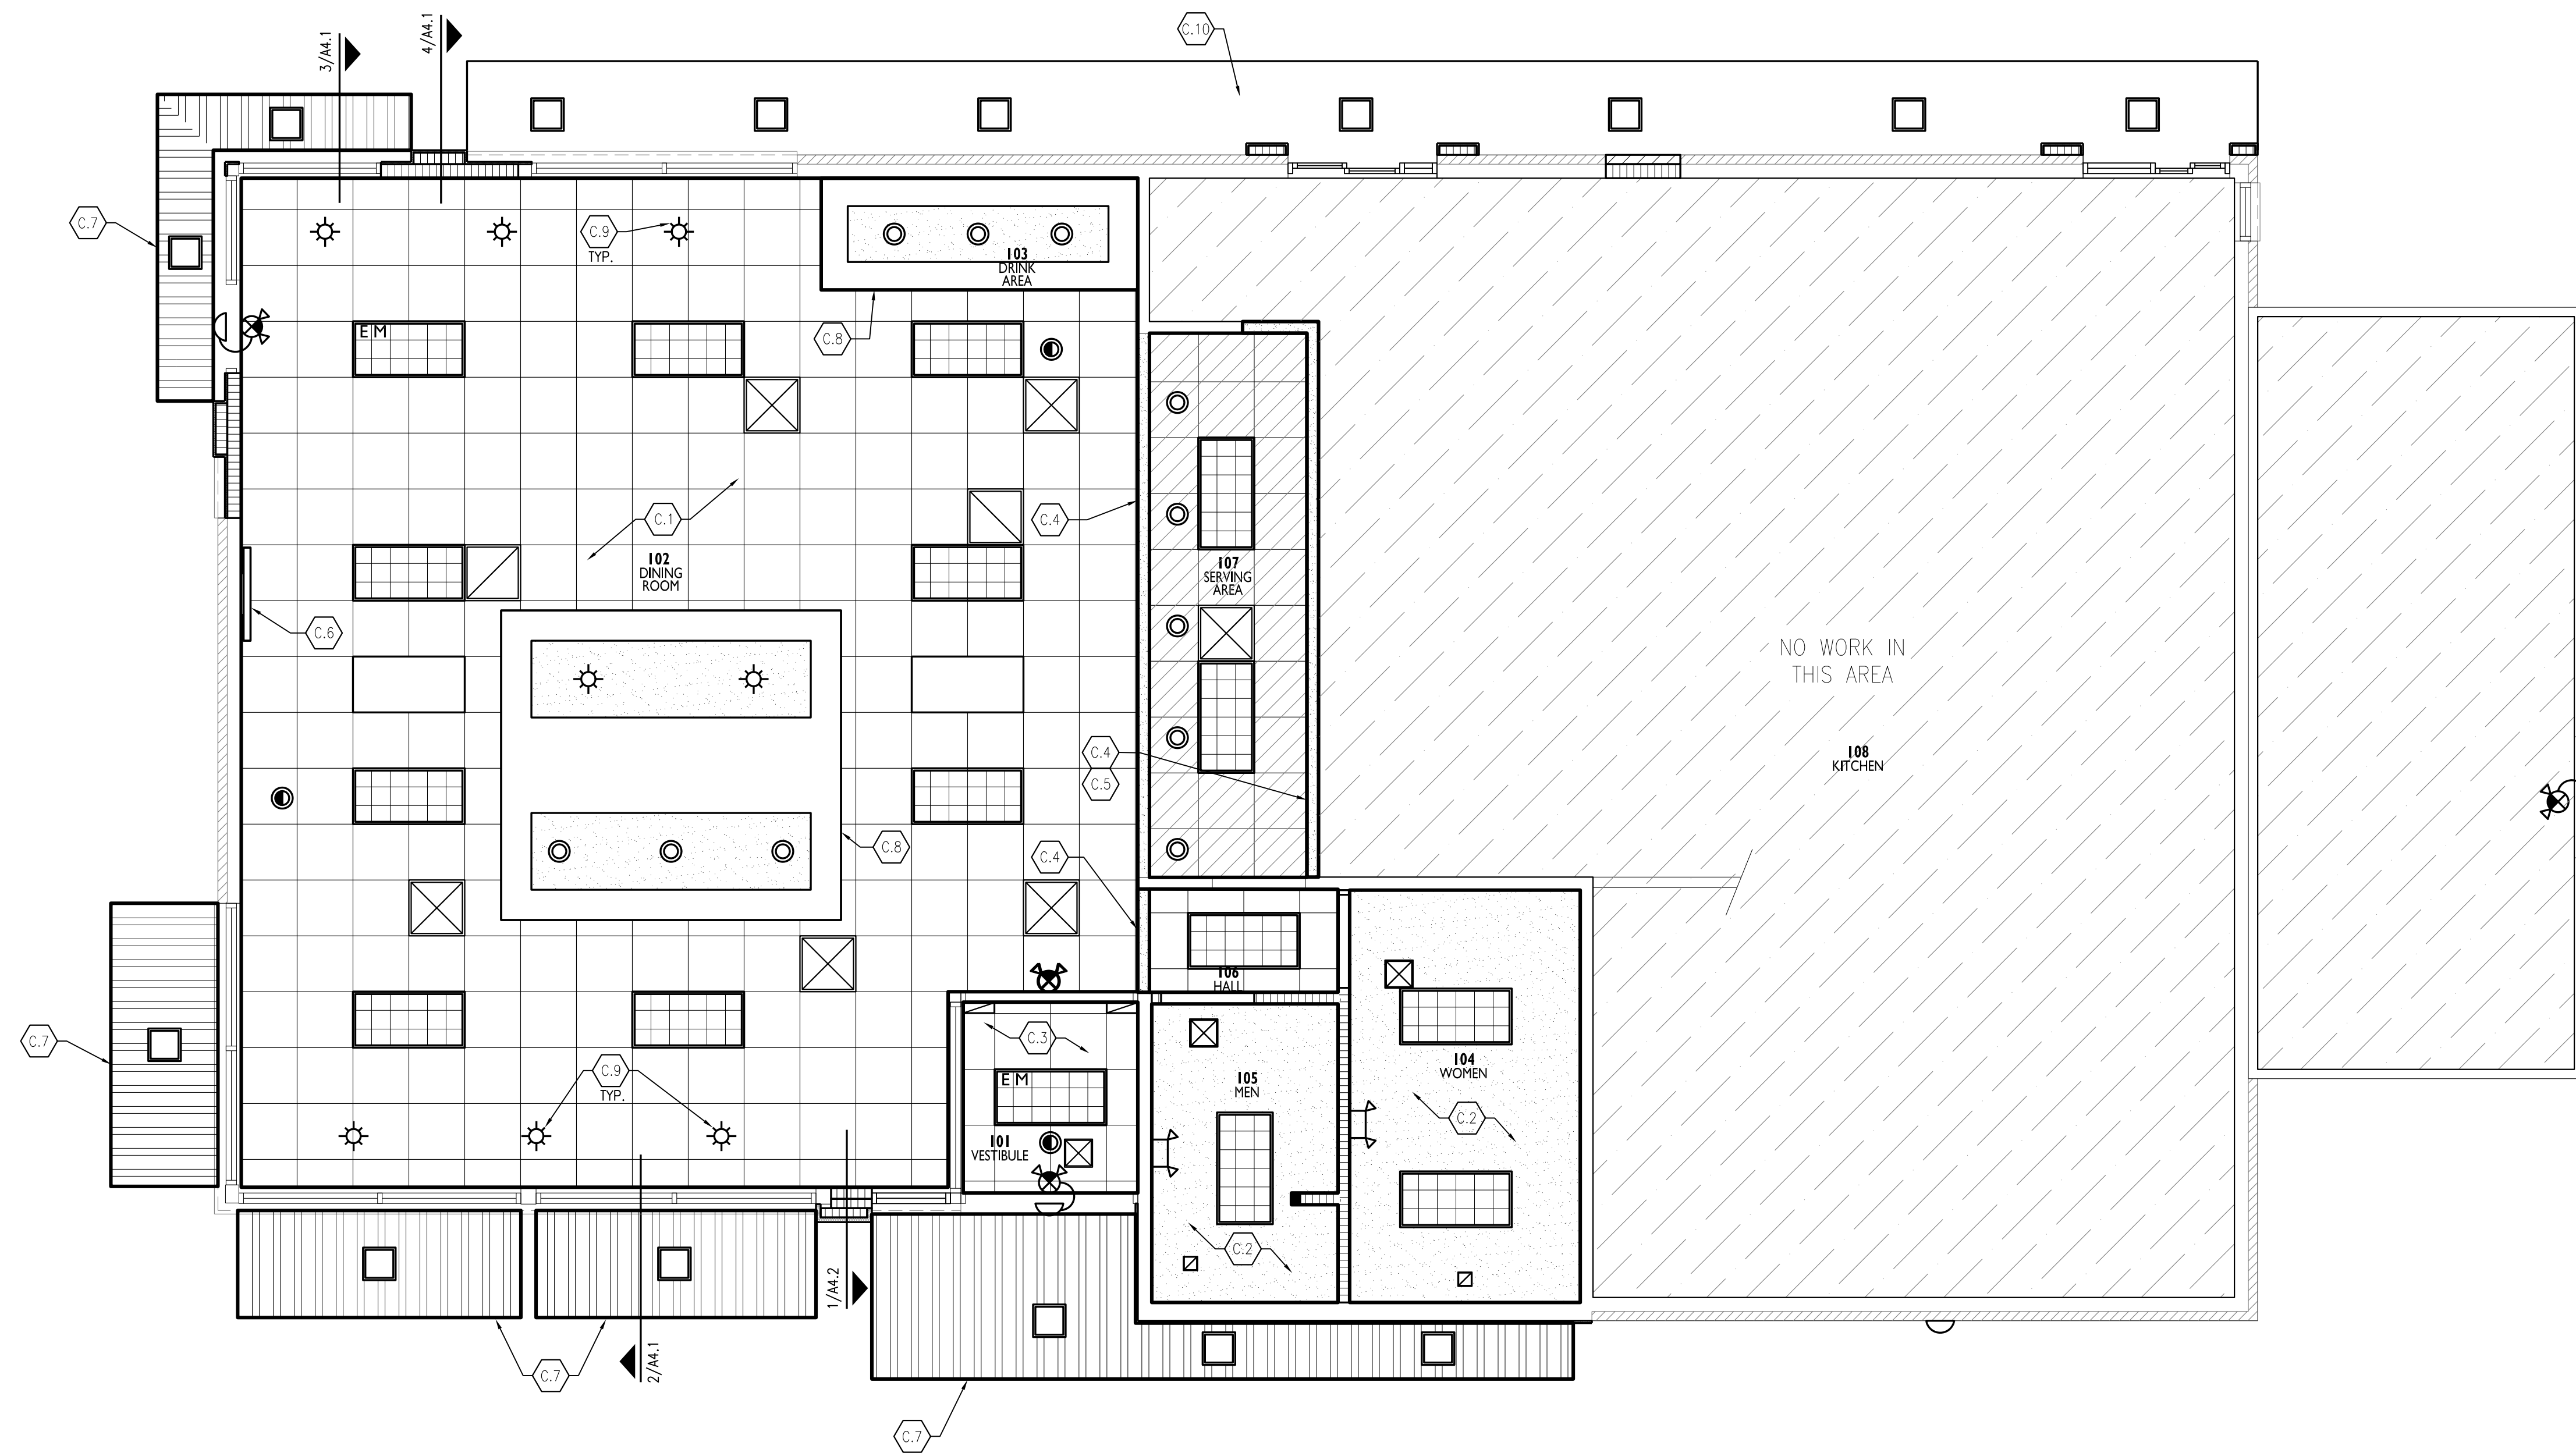 3/A4.1
4/A4.1
C.10
C.7
C.9
TYP.
103
DRINK
AREA
C.8
EM
C.1
C.4
102
DINING
ROOM
107
SERVING
AREA
C.6
NO WORK IN
THIS AREA
C.4
C.5
108
KITCHEN
C.8
C.4
106
HALL
C.7
C.3
C.9
TYP.
EM
105
MEN
104
WOMEN
C.2
101
VESTIBULE
C.2
1/A4.2
2/A4.1
C.7
C.7